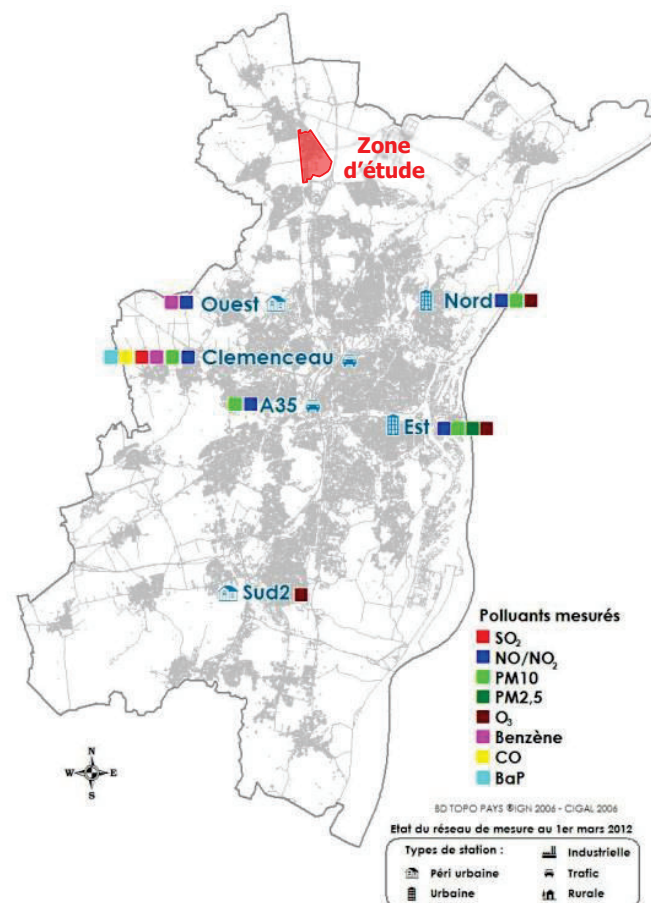 Zone
d'étude
Ouest
Nord
Clemenceau
A35
Est
Sud2
Polluants mesurés
SO₂
NO/NO₂
PM10
PM2,5
O₃
Benzène
CO
BaP
N
W E
S
BD TOPO PAYS ®IGN 2006 - CIGAL 2006
Etat du réseau de mesure au 1er mars 2012
Types de station :
Industrielle
Péri urbaine
Trafic
Urbaine
Rurale